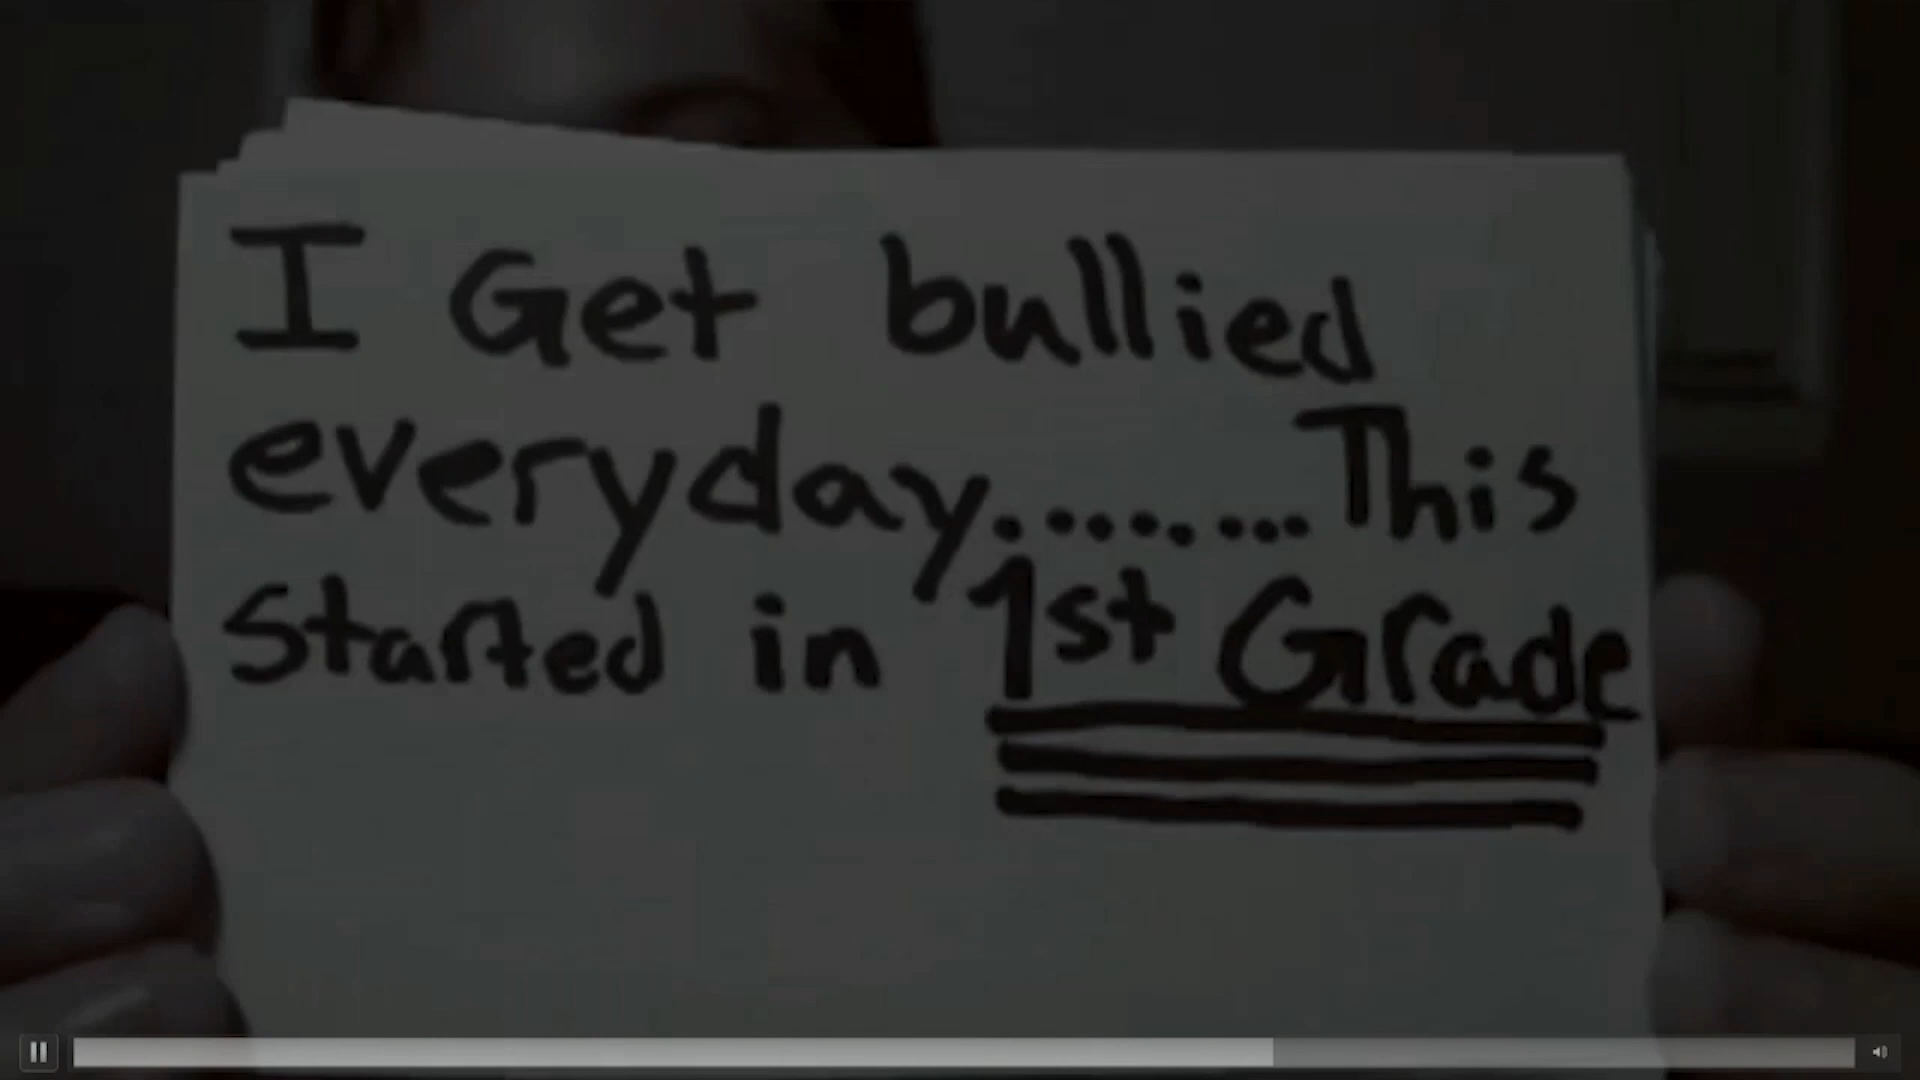 I Get bullied
everyday........This
Started in 1st Grade